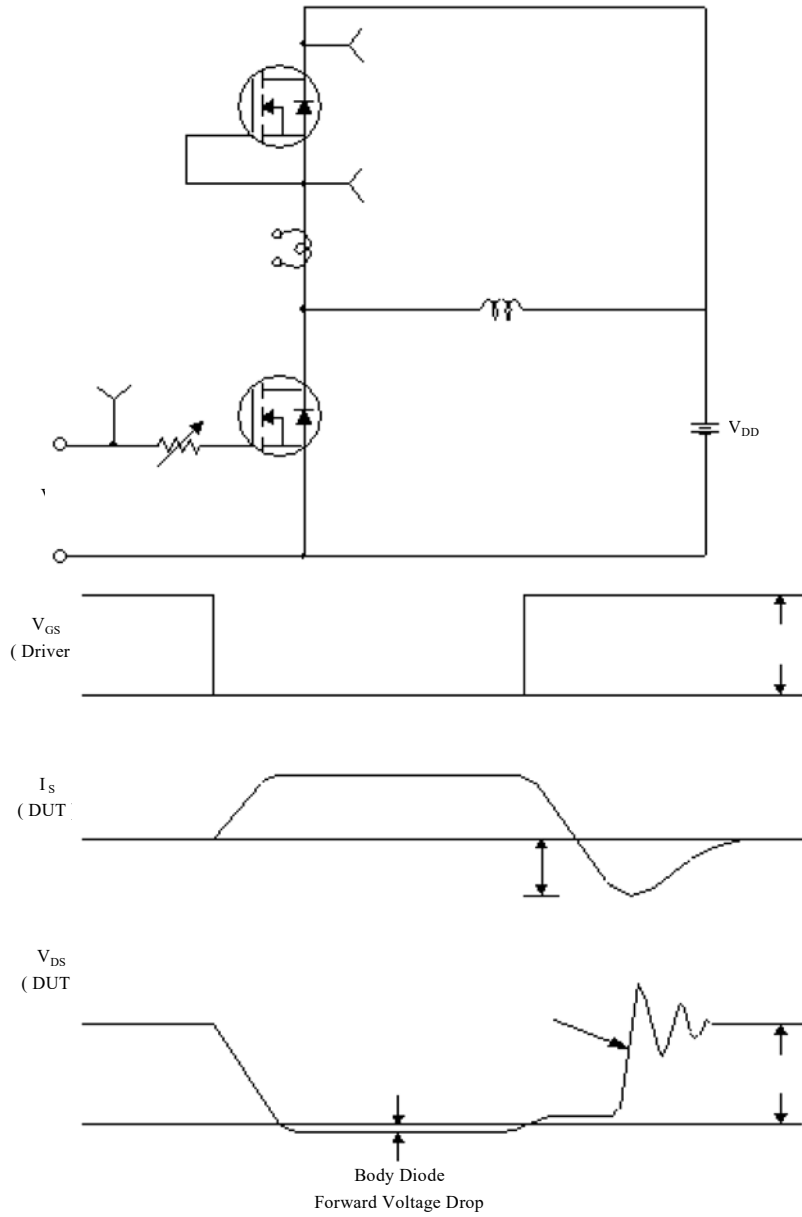 V_DD
V_GS
( Driver
I_S
( DUT
V_DS
( DUT
Body Diode
Forward Voltage Drop